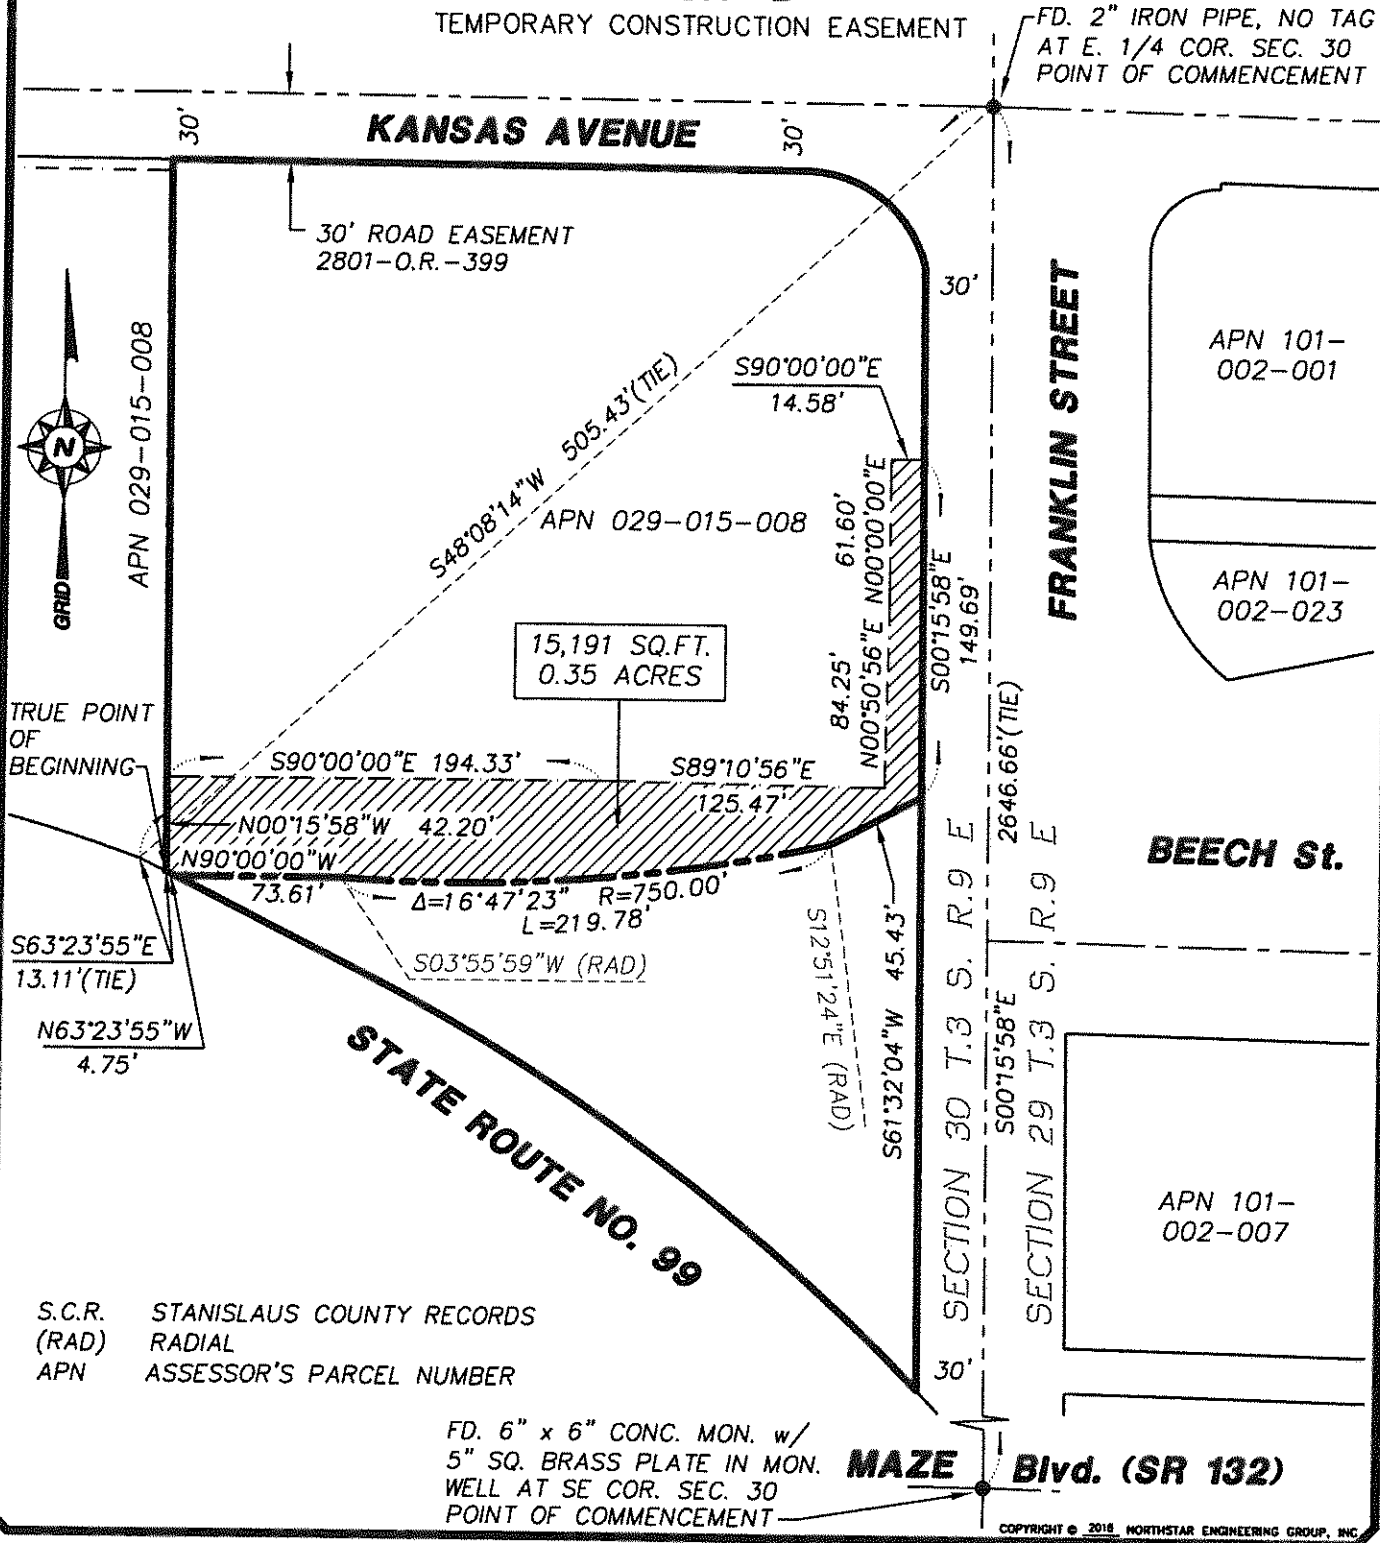 TEMPORARY CONSTRUCTION EASEMENT
FD. 2" IRON PIPE, NO TAG
AT E. 1/4 COR. SEC. 30
POINT OF COMMENCEMENT
30'
KANSAS AVENUE
30'
30' ROAD EASEMENT
2801-O.R.-399
30'
N
GRID
APN 029-015-008
S48°08'14"W 505.43'(TIE)
S90°00'00"E
14.58'
APN 029-015-008
61.60'
N00°00'00"E
84.25'
N00°50'56"E
S00°15'58"E
149.69'
FRANKLIN STREET
APN 101-
002-001
APN 101-
002-023
15,191 SQ.FT.
0.35 ACRES
TRUE POINT
OF
BEGINNING
S90°00'00"E 194.33'
S89°10'56"E
125.47'
N00°15'58"W 42.20'
N90°00'00"W
73.61'
Δ=16°47'23" R=750.00'
L=219.78'
S03°55'59"W (RAD)
S12°51'24"E (RAD)
S61°32'04"W 45.43'
S63°23'55"E
13.11'(TIE)
N63°23'55"W
4.75'
2646.66'(TIE)
S00°15'58"E
SECTION 30 T.3 S. R.9 E
SECTION 29 T.3 S. R.9 E
BEECH St.
STATE ROUTE NO. 99
APN 101-
002-007
S.C.R. STANISLAUS COUNTY RECORDS
(RAD) RADIAL
APN ASSESSOR'S PARCEL NUMBER
30'
FD. 6" x 6" CONC. MON. w/
5" SQ. BRASS PLATE IN MON.
WELL AT SE COR. SEC. 30
POINT OF COMMENCEMENT
MAZE Blvd. (SR 132)
COPYRIGHT © 2018 NORTHSTAR ENGINEERING GROUP, INC.